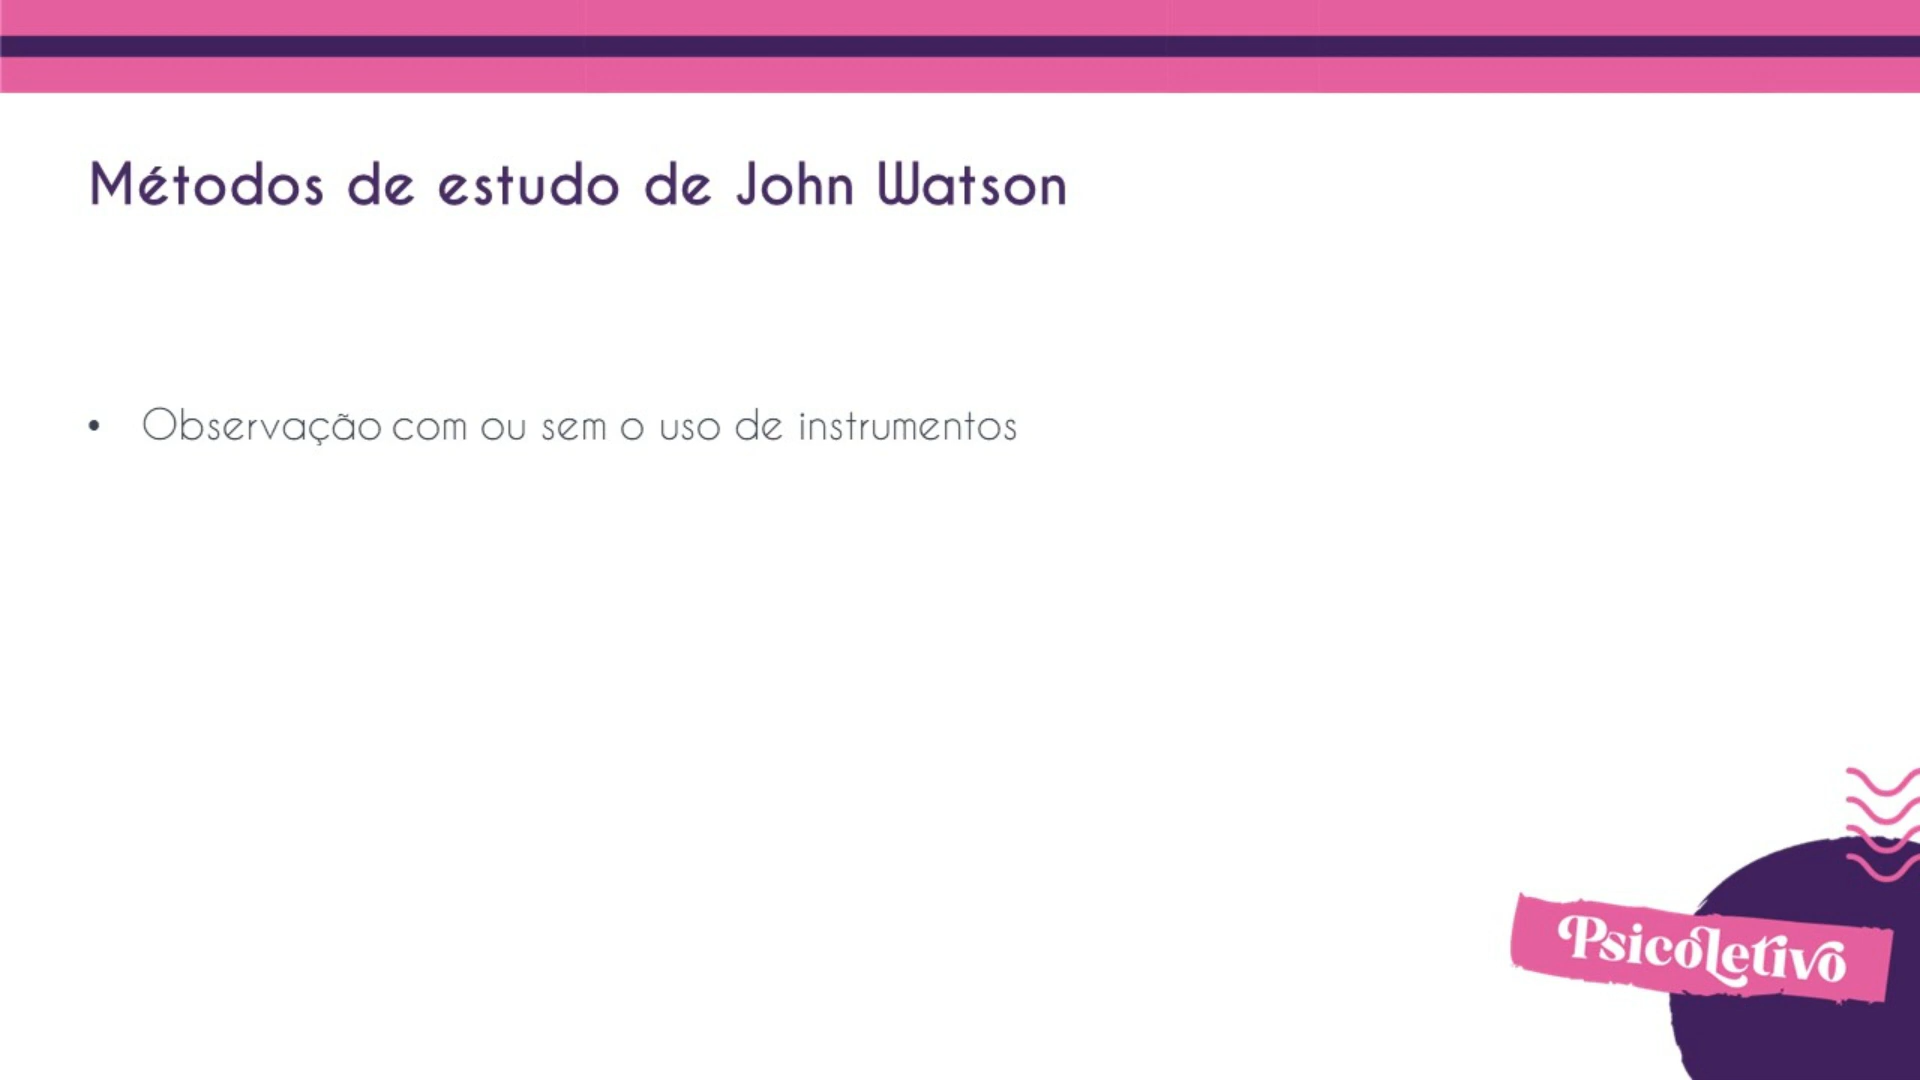 Métodos de estudo de John Watson
• Observação com ou sem o uso de instrumentos
Psicoletivo